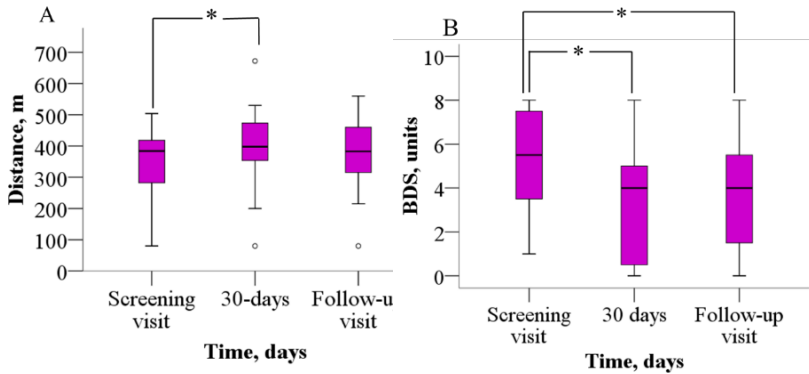 A
*
Distance, m
700
600
500
400
300
200
100
0
Screening visit
30-days
Follow-u
visit
Time, days
B
*
*
BDS, units
10
8
6
4
2
0
Screening
visit
30 days
Follow-up
visit
Time, days